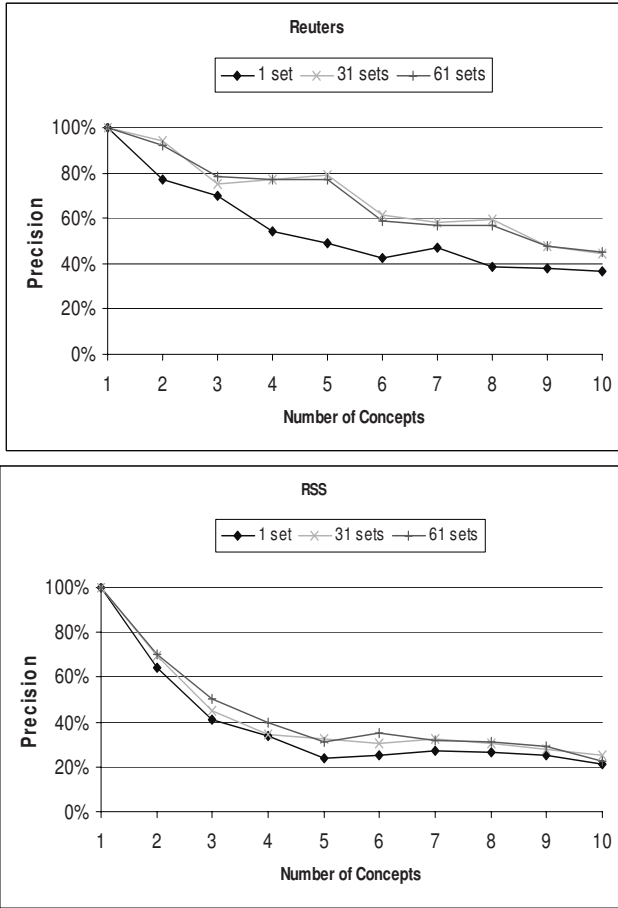 Reuters
1 set 31 sets 61 sets
100%
80%
60%
40%
20%
0%
Precision
1 2 3 4 5 6 7 8 9 10
Number of Concepts
RSS
1 set 31 sets 61 sets
100%
80%
60%
40%
20%
0%
Precision
1 2 3 4 5 6 7 8 9 10
Number of Concepts